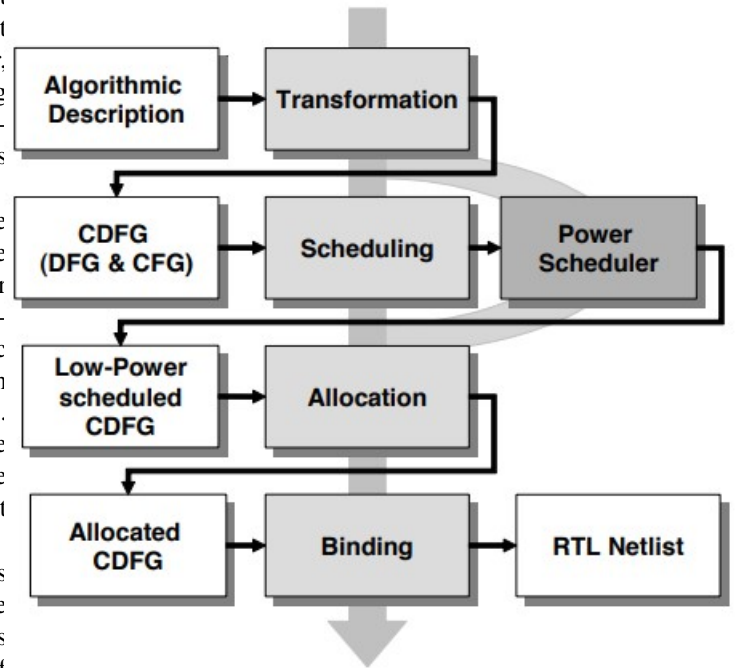 Algorithmic
Description
Transformation
CDFG
(DFG & CFG)
Scheduling
Power
Scheduler
Low-Power
scheduled
CDFG
Allocation
Allocated
CDFG
Binding
RTL Netlist